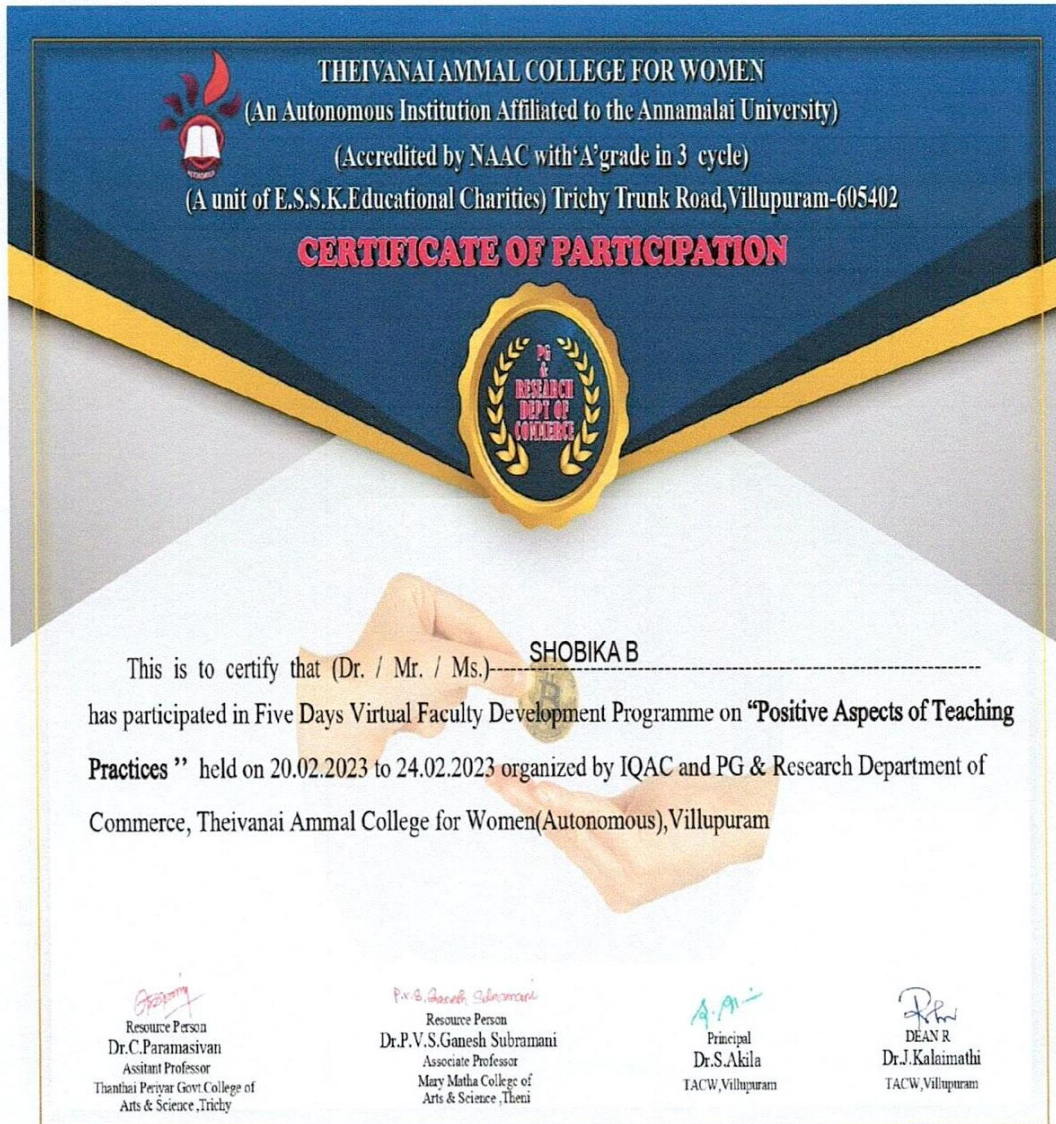 THEIVANAI AMMAL COLLEGE FOR WOMEN
(An Autonomous Institution Affiliated to the Annamalai University)
(Accredited by NAAC with‘A’grade in 3 cycle)
(A unit of E.S.S.K.Educational Charities) Trichy Trunk Road,Villupuram-605402
CERTIFICATE OF PARTICIPATION
PG
&
RESEARCH
DEPT OF
COMMERCE
This is to certify that (Dr. / Mr. / Ms.) SHOBIKA B
has participated in Five Days Virtual Faculty Development Programme on “Positive Aspects of Teaching
Practices ’’ held on 20.02.2023 to 24.02.2023 organized by IQAC and PG & Research Department of
Commerce, Theivanai Ammal College for Women(Autonomous),Villupuram
Resource Person
Dr.C.Paramasivan
Assitant Professor
Thanthai Periyar Govt.College of
Arts & Science ,Trichy
P.V.S.Ganesh Subramani
Resource Person
Dr.P.V.S.Ganesh Subramani
Associate Professor
Mary Matha College of
Arts & Science ,Theni
Principal
Dr.S.Akila
TACW,Villupuram
DEAN R
Dr.J.Kalaimathi
TACW,Villupuram